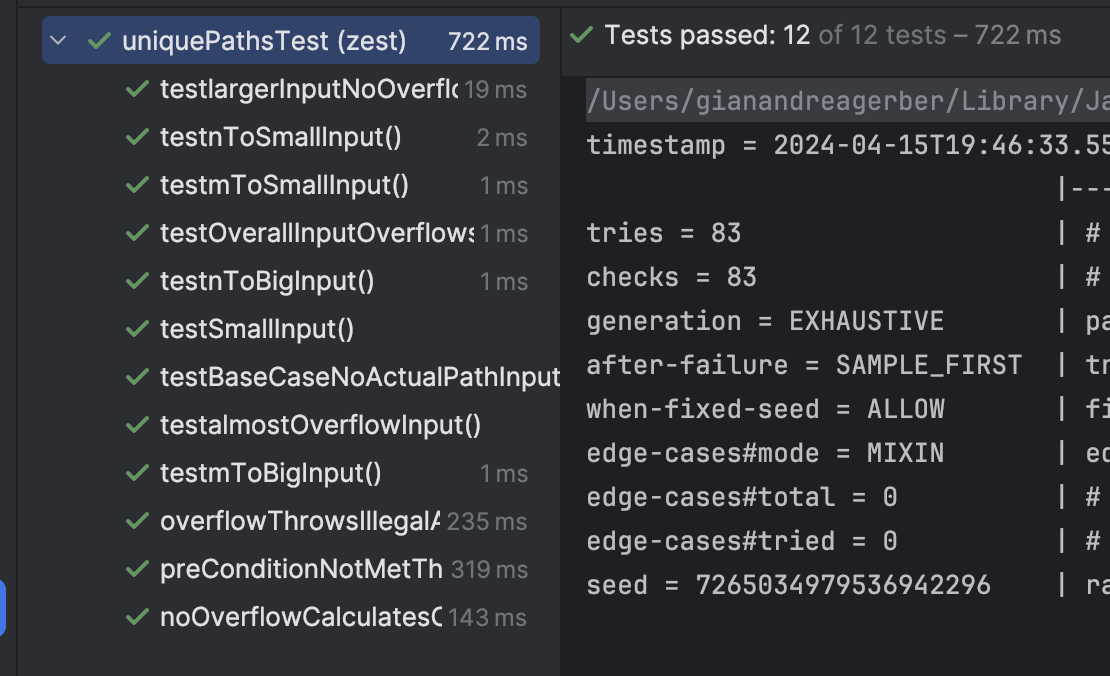 uniquePathsTest (zest) 722 ms
testlargerInputNoOverflo 19 ms
testnToSmallInput() 2 ms
testmToSmallInput() 1 ms
testOverallInputOverflows 1 ms
testnToBigInput() 1 ms
testSmallInput()
testBaseCaseNoActualPathInput
testalmostOverflowInput()
testmToBigInput() 1 ms
overflowThrowsIllegalA 235 ms
preConditionNotMetTh 319 ms
noOverflowCalculatesC 143 ms
Tests passed: 12 of 12 tests – 722 ms
/Users/gianandreagerber/Library/Ja
timestamp = 2024-04-15T19:46:33.55
|---
tries = 83 | #
checks = 83 | #
generation = EXHAUSTIVE | pa
after-failure = SAMPLE_FIRST | tr
when-fixed-seed = ALLOW | fi
edge-cases#mode = MIXIN | ed
edge-cases#total = 0 | #
edge-cases#tried = 0 | #
seed = 7265034979536942296 | ra